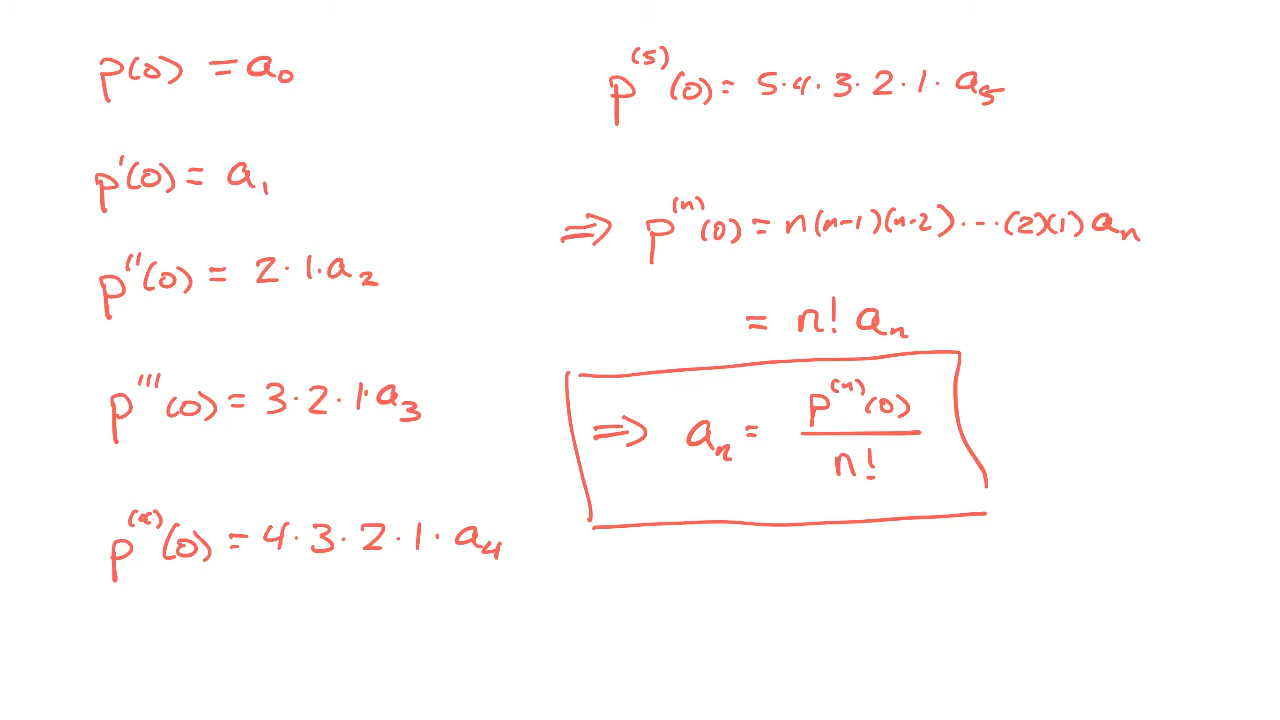 p(0) = a₀
p'(0) = a₁
p''(0) = 2·1·a₂
p'''(0) = 3·2·1·a₃
p⁽⁴⁾(0) = 4·3·2·1·a₄
p⁽⁵⁾(0) = 5·4·3·2·1·a₅
⇒ p⁽ⁿ⁾(0) = n(n-1)(n-2)·...(2)(1)aₙ
= n! aₙ
⇒ aₙ = p⁽ⁿ⁾(0) / n!